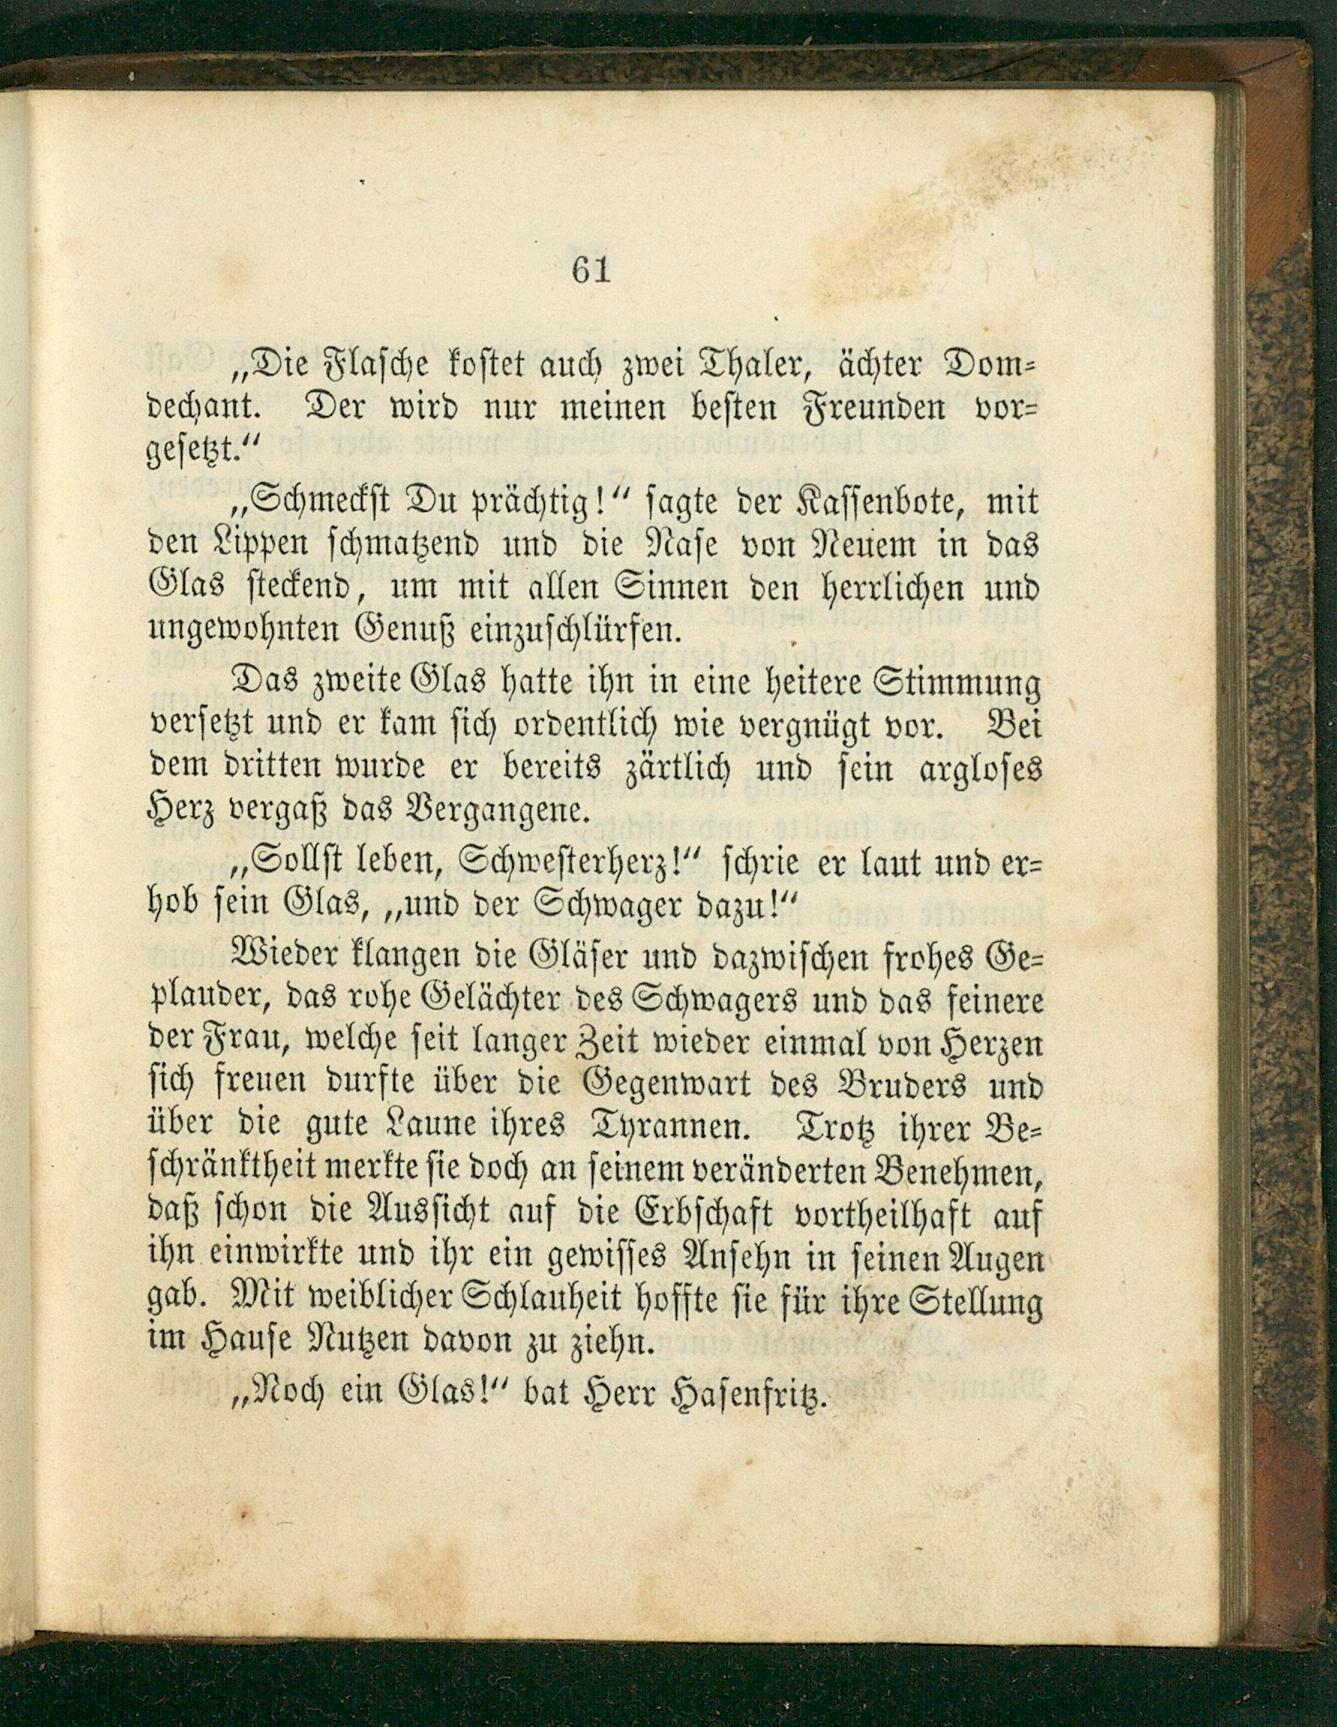 61
„Die Flasche kostet auch zwei Thaler, ächter Dom-
dechant. Der wird nur meinen besten Freunden vor-
gesetzt.“
„Schmeckst Du prächtig!“ sagte der Kassenbote, mit
den Lippen schmatzend und die Nase von Neuem in das
Glas steckend, um mit allen Sinnen den herrlichen und
ungewohnten Genuß einzuschlürfen.
Das zweite Glas hatte ihn in eine heitere Stimmung
versetzt und er kam sich ordentlich wie vergnügt vor. Bei
dem dritten wurde er bereits zärtlich und sein argloses
Herz vergaß das Vergangene.
„Sollst leben, Schwesterherz!“ schrie er laut und er-
hob sein Glas, „und der Schwager dazu!“
Wieder klangen die Gläser und dazwischen frohes Ge-
plauder, das rohe Gelächter des Schwagers und das feinere
der Frau, welche seit langer Zeit wieder einmal von Herzen
sich freuen durfte über die Gegenwart des Bruders und
über die gute Laune ihres Tyrannen. Trotz ihrer Be-
schränktheit merkte sie doch an seinem veränderten Benehmen,
daß schon die Aussicht auf die Erbschaft vortheilhaft auf
ihn einwirkte und ihr ein gewisses Ansehn in seinen Augen
gab. Mit weiblicher Schlauheit hoffte sie für ihre Stellung
im Hause Nutzen davon zu ziehn.
„Noch ein Glas!“ bat Herr Hasenfritz.